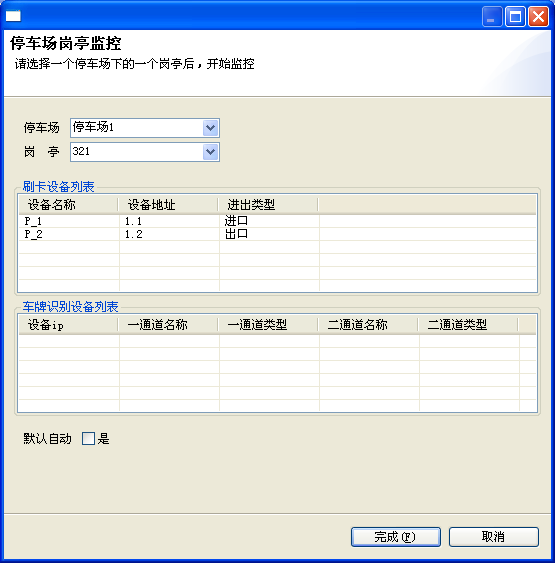 停车场岗亭监控
请选择一个停车场下的一个岗亭后，开始监控
停车场 停车场1
岗 亭 321
刷卡设备列表
设备名称 设备地址 进出类型
P_1 1.1 进口
P_2 1.2 出口
车牌识别设备列表
设备ip 一通道名称 一通道类型 二通道名称 二通道类型
默认自动 是
完成(F) 取消